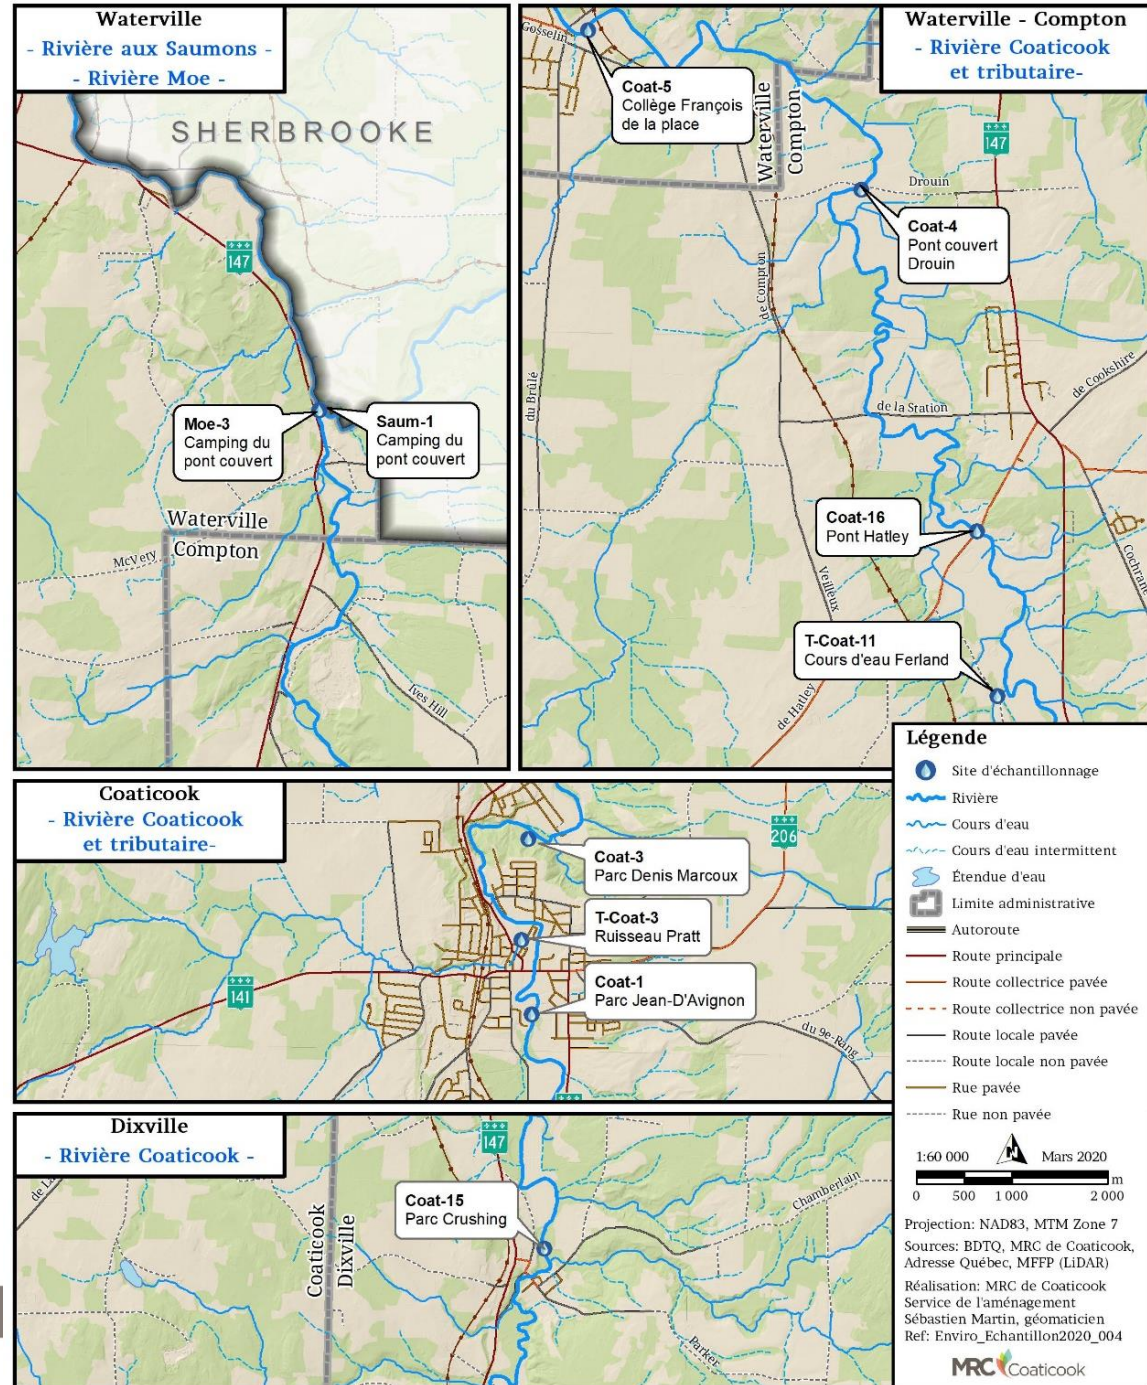 Waterville
- Rivière aux Saumons -
- Rivière Moe -
SHERBROOKE
147
Moe-3
Camping du
pont couvert
Saum-1
Camping du
pont couvert
Waterville
Compton
McVety
Ives Hill
Waterville - Compton
- Rivière Coaticook
et tributaire-
Gosselin
Coat-5
Collège François
de la place
Waterville
Compton
147
Drouin
Coat-4
Pont couvert
Drouin
de Compton
du Brûlé
de Cookshire
de la Station
Coat-16
Pont Hatley
Veilleux
Cochrane
T-Coat-11
Cours d'eau Ferland
de Hatley
Coaticook
- Rivière Coaticook
et tributaire-
206
Coat-3
Parc Denis Marcoux
T-Coat-3
Ruisseau Pratt
Coat-1
Parc Jean-D'Avignon
141
du 9e-Rang
Dixville
- Rivière Coaticook -
147
Coat-15
Parc Crushing
Chamberlain
Coaticook
Dixville
Parker
Légende
Site d'échantillonnage
Rivière
Cours d'eau
Cours d'eau intermittent
Étendue d'eau
Limite administrative
Autoroute
Route principale
Route collectrice pavée
Route collectrice non pavée
Route locale pavée
Route locale non pavée
Rue pavée
Rue non pavée
1:60 000 N Mars 2020
0 500 1 000 2 000 m
Projection: NAD83, MTM Zone 7
Sources: BDTQ, MRC de Coaticook,
Adresse Québec, MFFP (LiDAR)
Réalisation: MRC de Coaticook
Service de l'aménagement
Sébastien Martin, géomaticien
Ref: Enviro_Echantillon2020_004
MRC Coaticook